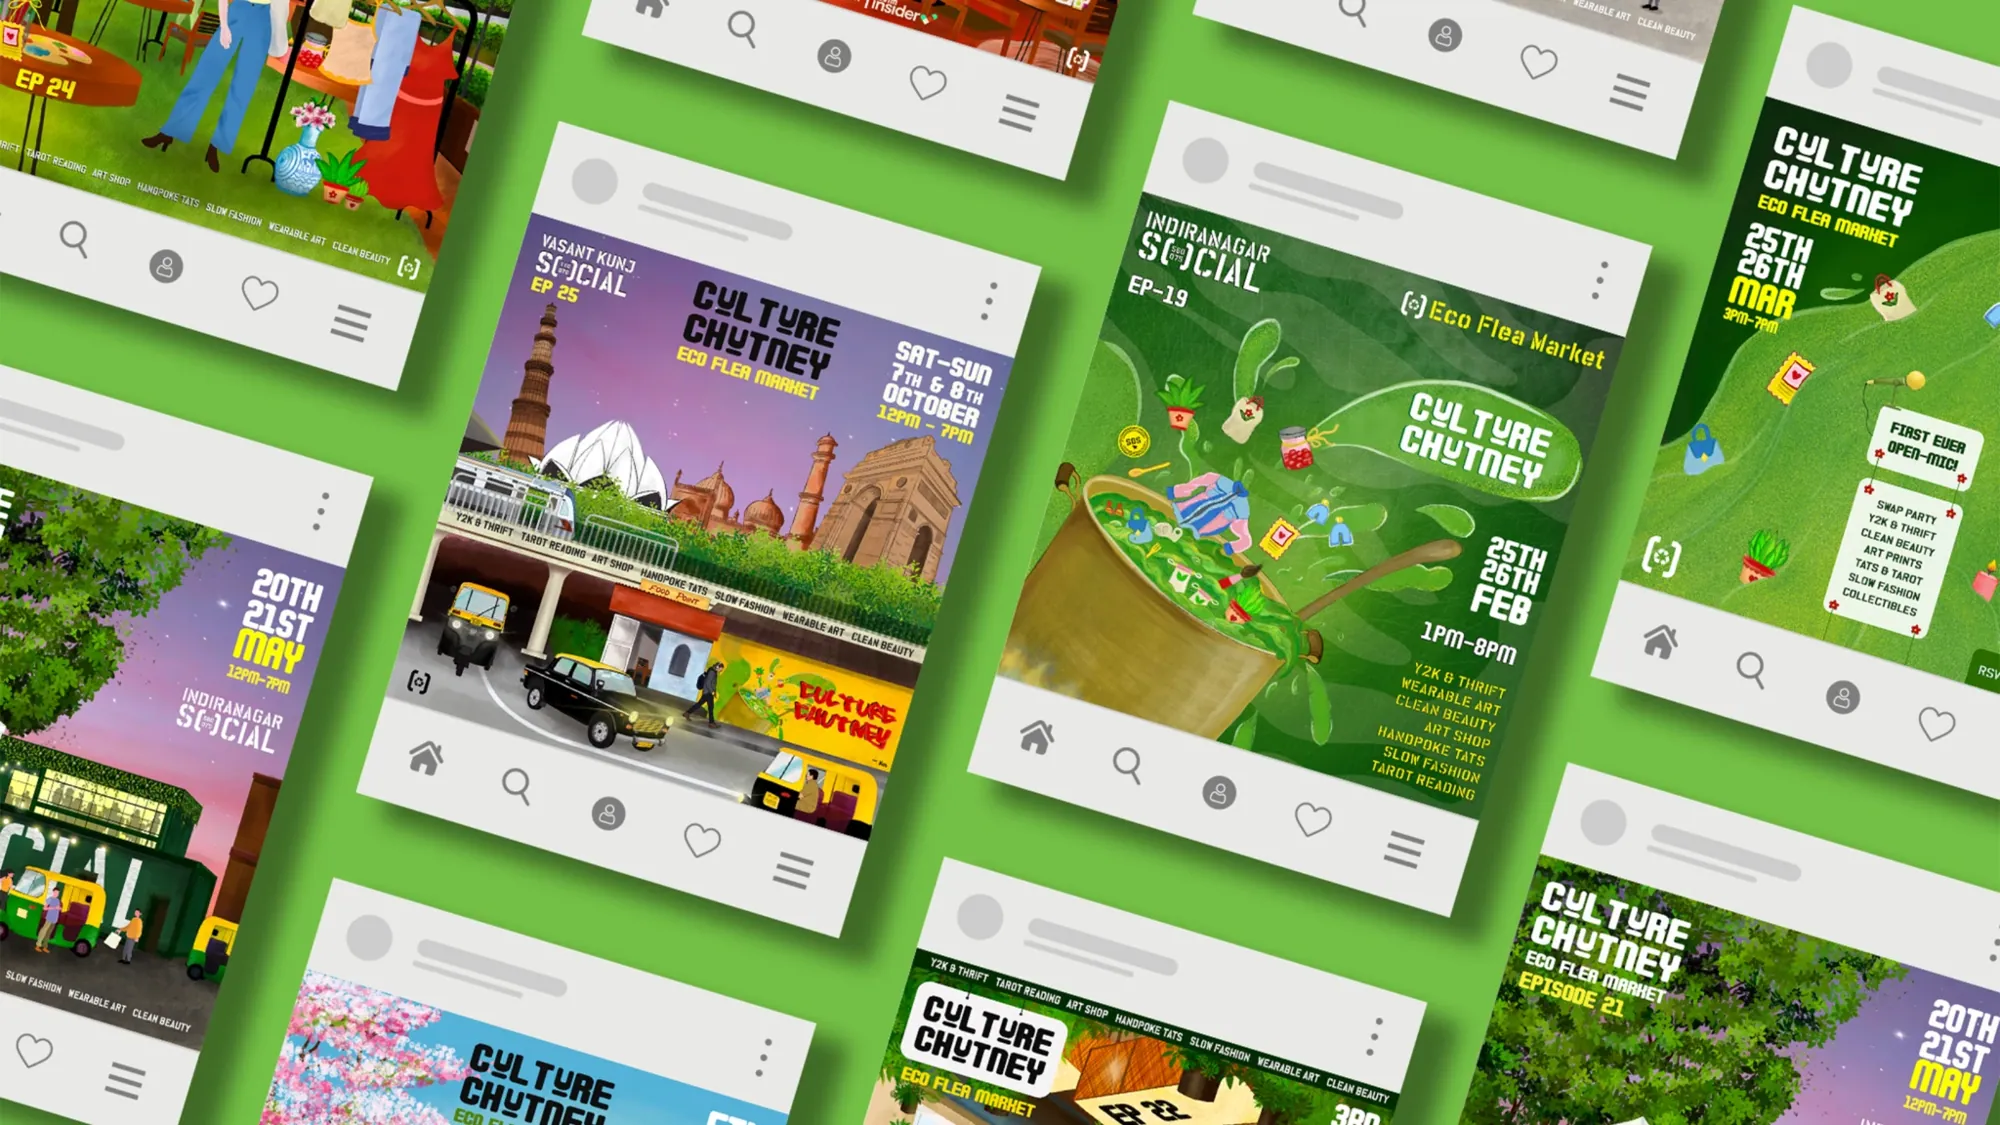 EP 24
TAROT READING ART SHOP HANDPOKE TATS SLOW FASHION WEARABLE ART CLEAN BEAUTY
insider
WEARABLE ART CLEAN BEAUTY
VASANT KUNJ
SOCIAL
EP 25
CULTURE
CHUTNEY
ECO FLEA MARKET
SAT-SUN
7TH & 8TH
OCTOBER
12PM - 7PM
Y2K & THRIFT TAROT READING ART SHOP HANDPOKE TATS SLOW FASHION WEARABLE ART CLEAN BEAUTY
FOOD POINT
CULTURE
CHUTNEY
INDIRANAGAR
SOCIAL
EP-19
Eco Flea Market
CULTURE
CHUTNEY
25TH
26TH
FEB
1PM-8PM
Y2K & THRIFT
WEARABLE ART
CLEAN BEAUTY
ART SHOP
HANDPOKE TATS
SLOW FASHION
TAROT READING
CULTURE
CHUTNEY
ECO FLEA MARKET
25TH
26TH
MAR
3PM-7PM
FIRST EVER
OPEN-MIC!
SWAP PARTY
Y2K & THRIFT
CLEAN BEAUTY
ART PRINTS
TATS & TAROT
SLOW FASHION
COLLECTIBLES
20TH
21ST
MAY
12PM-7PM
INDIRANAGAR
SOCIAL
SLOW FASHION WEARABLE ART CLEAN BEAUTY
CULTURE
CHUTNEY
Y2K & THRIFT TAROT READING ART SHOP HANDPOKE TATS SLOW FASHION WEARABLE ART CLEAN BEAUTY
CULTURE
CHUTNEY
ECO FLEA MARKET
EP 22
3RD
CULTURE
CHUTNEY
ECO FLEA MARKET
EPISODE 21
20TH
21ST
MAY
12PM-7PM